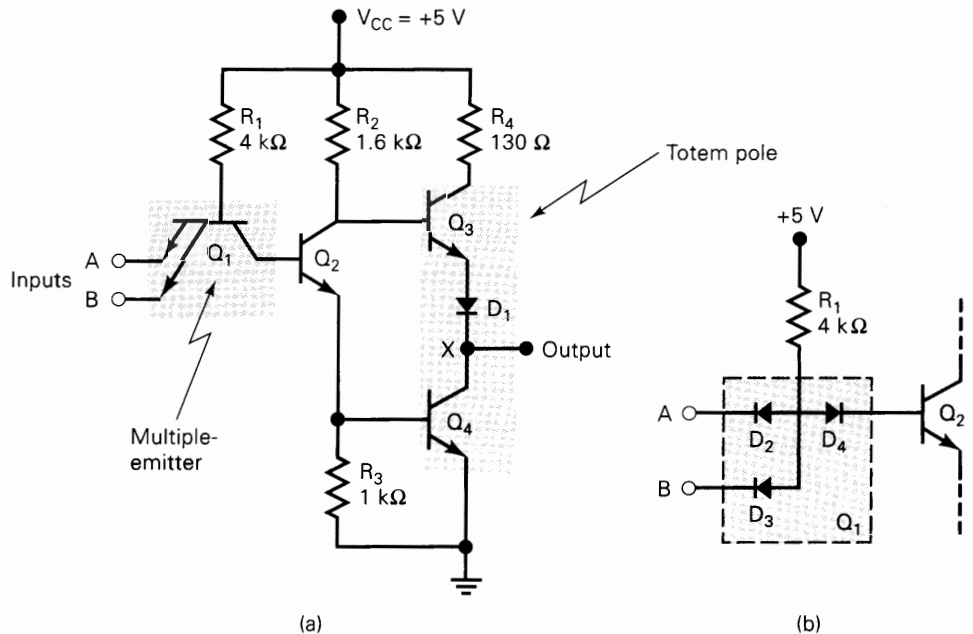 V_CC = +5 V
R_1
4 kΩ
R_2
1.6 kΩ
R_4
130 Ω
Totem pole
Q_3
+5 V
Inputs
A
B
Q_1
Q_2
D_1
R_1
4 kΩ
X
Output
Q_4
A
D_2
D_4
Q_2
B
D_3
Q_1
Multiple-
emitter
R_3
1 kΩ
(a)
(b)